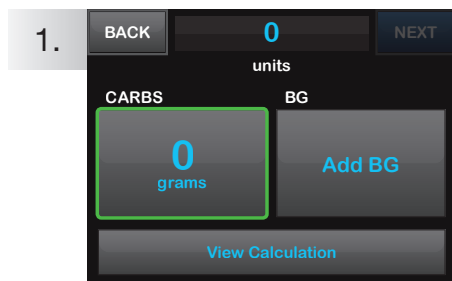 1.
BACK 0 NEXT
units
CARBS BG
0 Add BG
grams
View Calculation